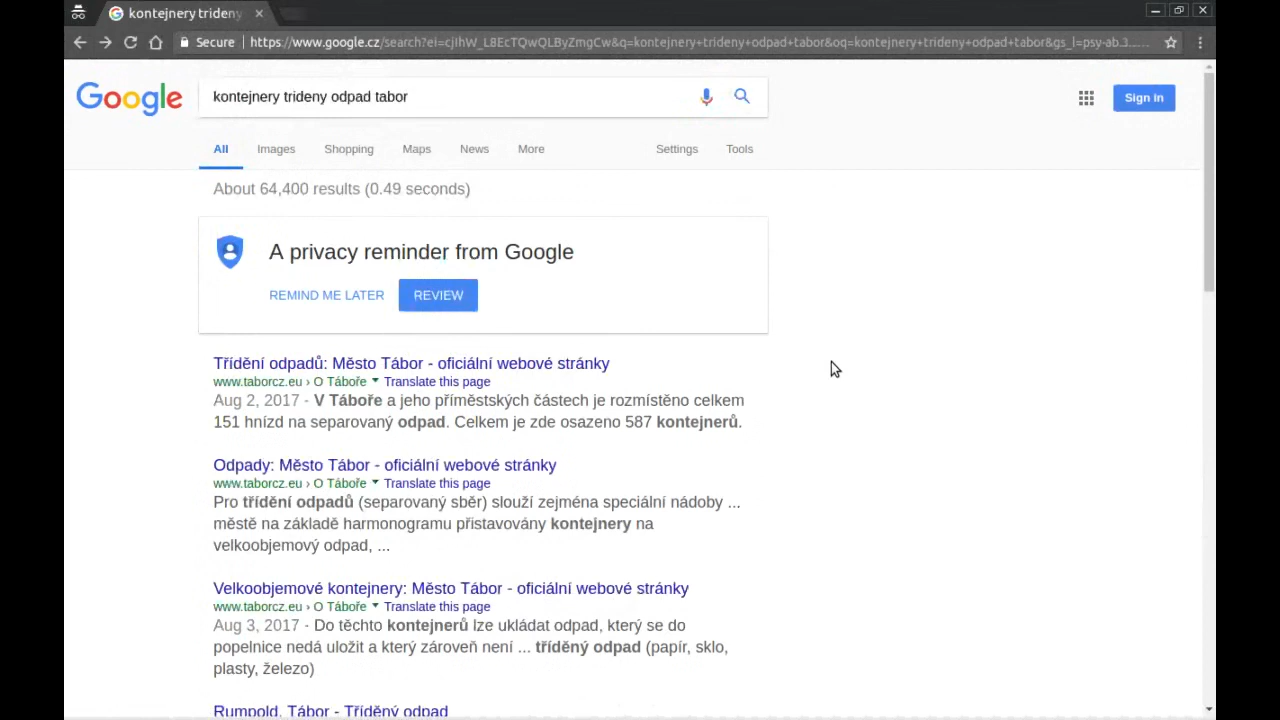 kontejnery trideny
Secure
https://www.google.cz/search?ei=cjIhW_L8EcTQwQLByZmgCw&q=kontejnery+trideny+odpad+tabor&oq=kontejnery+trideny+odpad+tabor&gs_l=psy-ab.3...…
Google
kontejnery trideny odpad tabor
Sign in
All Images Shopping Maps News More Settings Tools
About 64,400 results (0.49 seconds)
A privacy reminder from Google
REMIND ME LATER REVIEW
Třídění odpadů: Město Tábor - oficiální webové stránky
www.taborcz.eu › O Táboře Translate this page
Aug 2, 2017 - V Táboře a jeho příměstských částech je rozmístěno celkem
151 hnízd na separovaný odpad. Celkem je zde osazeno 587 kontejnerů.
Odpady: Město Tábor - oficiální webové stránky
www.taborcz.eu › O Táboře Translate this page
Pro třídění odpadů (separovaný sběr) slouží zejména speciální nádoby ...
městě na základě harmonogramu přistavovány kontejnery na
velkoobjemový odpad, ...
Velkoobjemové kontejnery: Město Tábor - oficiální webové stránky
www.taborcz.eu › O Táboře Translate this page
Aug 3, 2017 - Do těchto kontejnerů lze ukládat odpad, který se do
popelnice nedá uložit a který zároveň není ... tříděný odpad (papír, sklo,
plasty, železo)
Rumpold, Tábor - Tříděný odpad